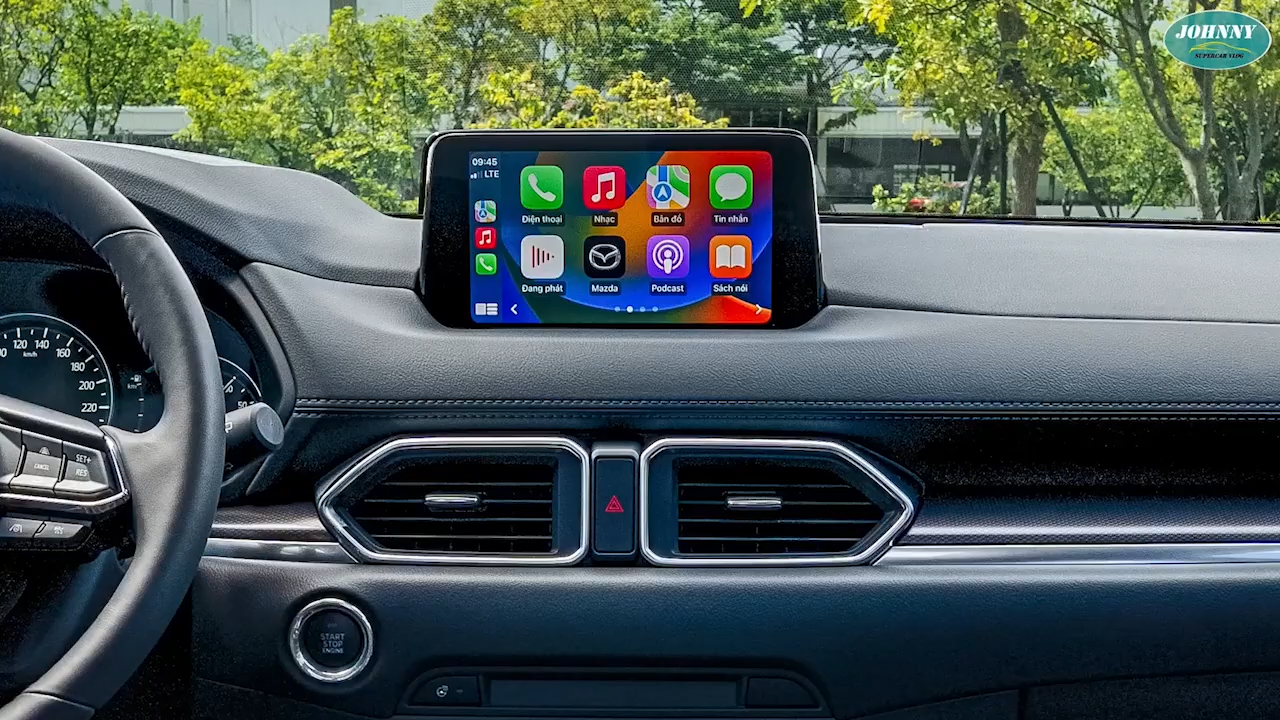 JOHNNY
SUPERCAR VLOG
09:45
LTE
Điện thoại
Nhạc
Bản đồ
Tin nhắn
Đang phát
Mazda
Podcast
Sách nói
120 140 160 180 200 220
km/h
SET+
CANCEL
RES
START
STOP
ENGINE